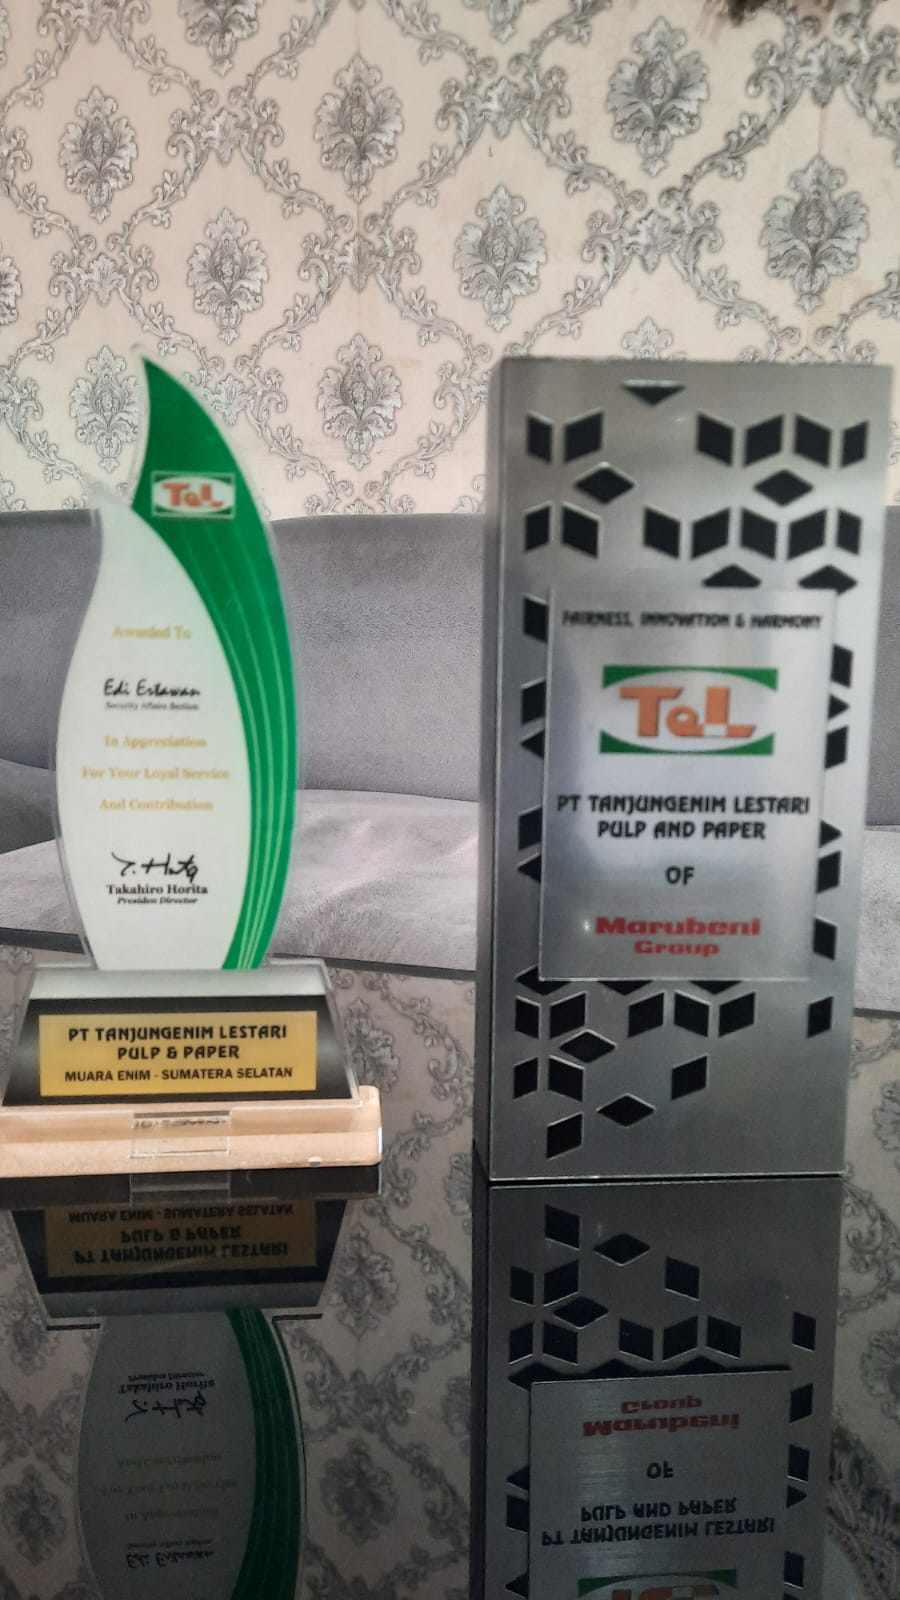 TeL
Awarded To
Edi Ertawan
Security Affairs Section
In Appreciation
For Your Loyal Service
And Contribution
Takahiro Horita
Presiden Director
PT TANJUNGENIM LESTARI
PULP & PAPER
MUARA ENIM - SUMATERA SELATAN
FAIRNESS, INNOVATION & HARMONY
TeL
PT TANJUNGENIM LESTARI
PULP AND PAPER
OF
Marubeni
Group